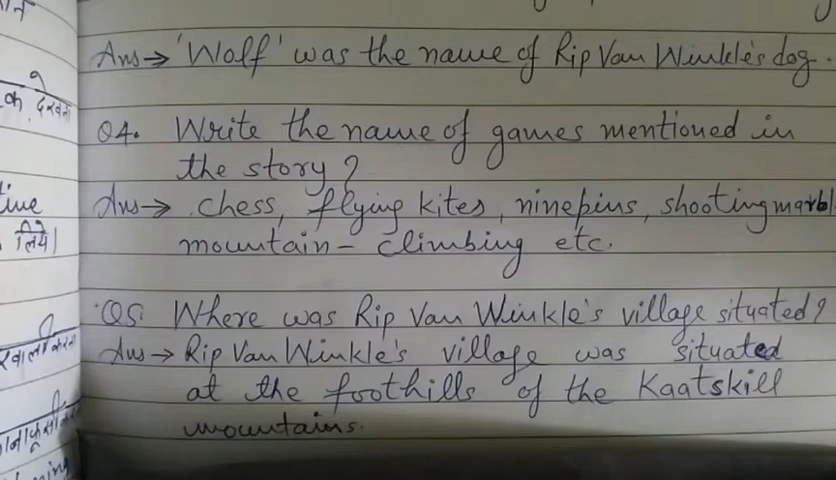 Ans→ 'Wolf' was the name of Rip Van Winkle's dog.
Q4. Write the name of games mentioned in
the story?
Ans→ chess, flying kites, ninepins, shooting marbl
mountain-climbing etc.
Q5. Where was Rip Van Winkle's village situated?
Ans→ Rip Van Winkle's village was situated
at the foothills of the Kaatskill
mountains.
लिये।